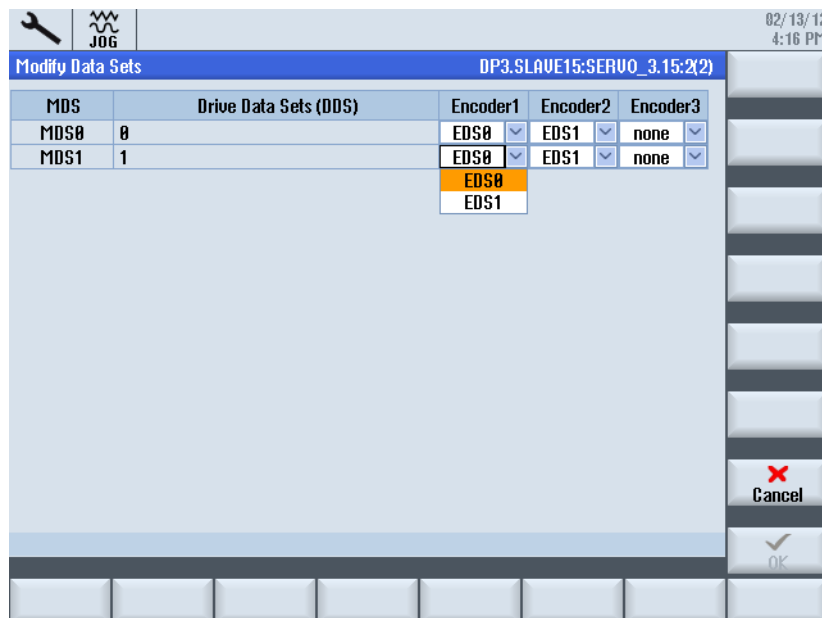 JOG
02/13/1
4:16 PM
Modify Data Sets DP3.SLAVE15:SERVO_3.15:2(2)
MDS Drive Data Sets (DDS) Encoder1 Encoder2 Encoder3
MDS0 0 EDS0 EDS1 none
MDS1 1 EDS0 EDS1 none
EDS0
EDS1
Cancel
OK